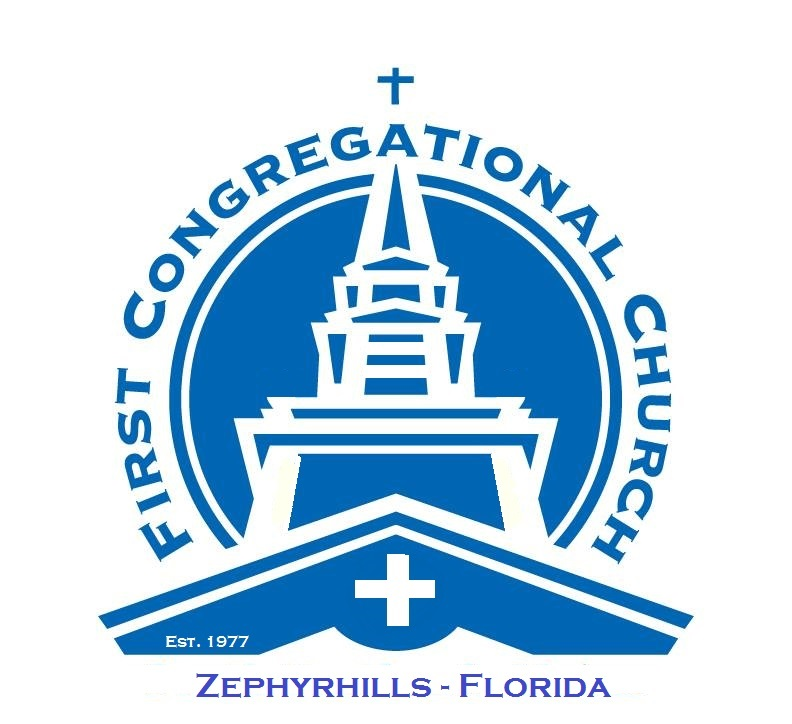 First Congregational Church
Est. 1977
Zephyrhills - Florida